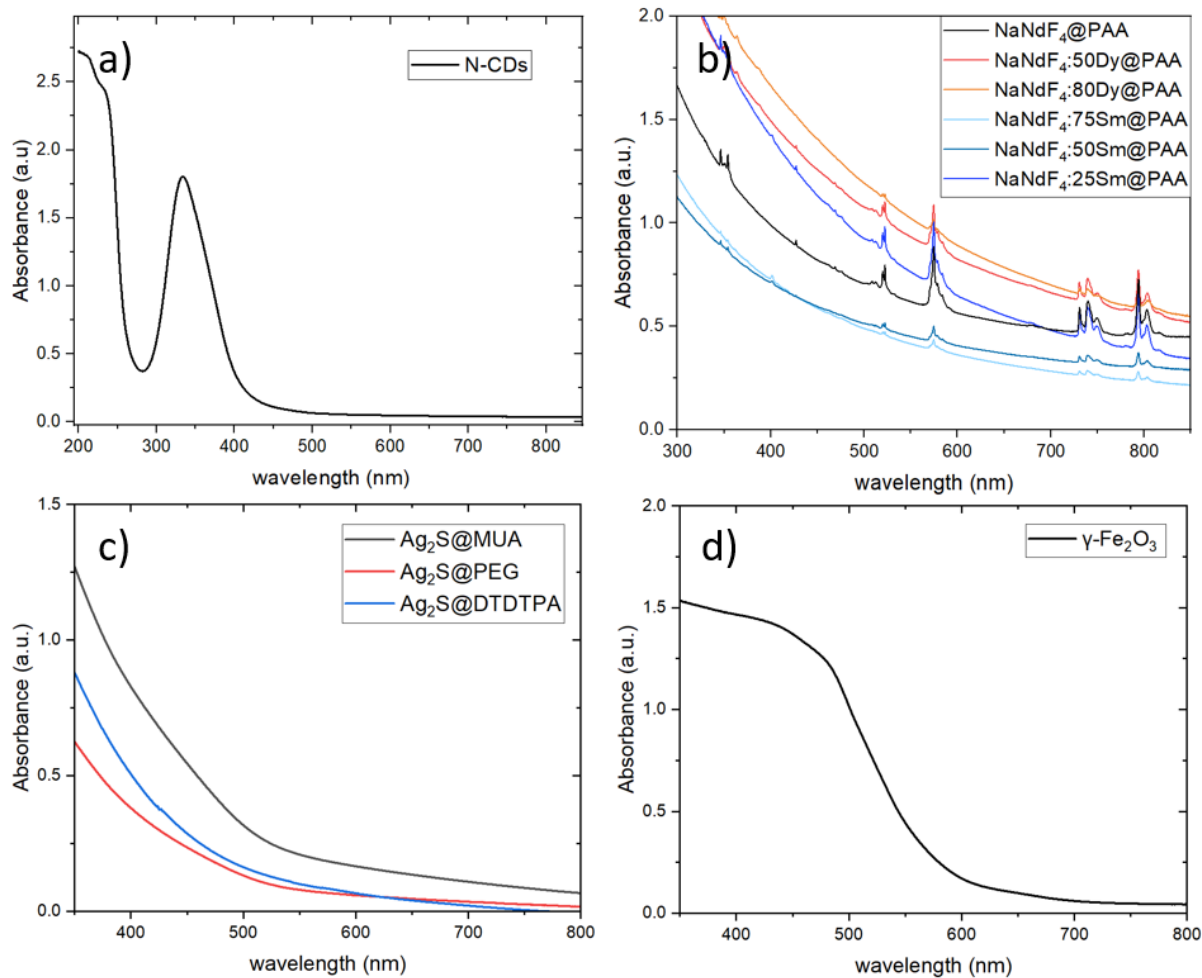 a)
N-CDs
Absorbance (a.u)
2.5
2.0
1.5
1.0
0.5
0.0
200 300 400 500 600 700 800
wavelength (nm)
b)
NaNdF₄@PAA
NaNdF₄:50Dy@PAA
NaNdF₄:80Dy@PAA
NaNdF₄:75Sm@PAA
NaNdF₄:50Sm@PAA
NaNdF₄:25Sm@PAA
Absorbance (a.u.)
2.0
1.5
1.0
0.5
0.0
300 400 500 600 700 800
wavelength (nm)
c)
Ag₂S@MUA
Ag₂S@PEG
Ag₂S@DTDTPA
Absorbance (a.u.)
1.5
1.0
0.5
0.0
400 500 600 700 800
wavelength (nm)
d)
γ-Fe₂O₃
Absorbance (a.u.)
2.0
1.5
1.0
0.5
0.0
400 500 600 700 800
wavelength (nm)